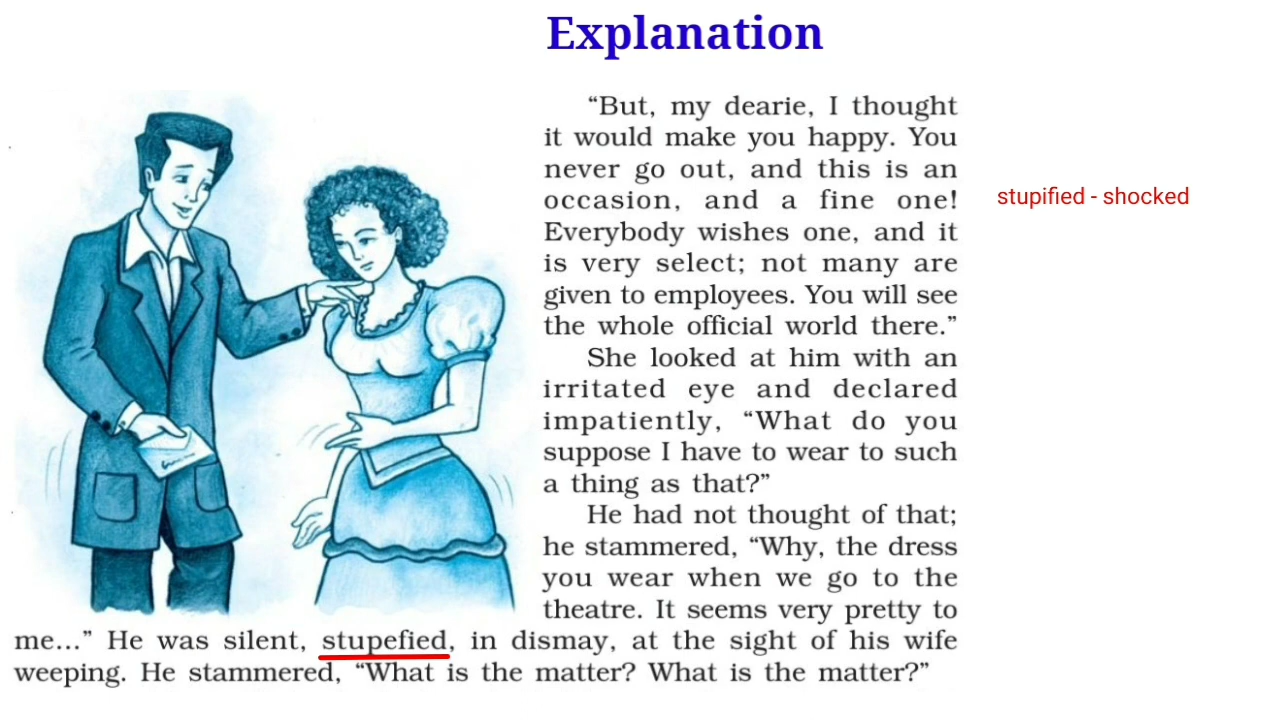 Explanation
“But, my dearie, I thought
it would make you happy. You
never go out, and this is an
occasion, and a fine one!
Everybody wishes one, and it
is very select; not many are
given to employees. You will see
the whole official world there.”
She looked at him with an
irritated eye and declared
impatiently, “What do you
suppose I have to wear to such
a thing as that?”
He had not thought of that;
he stammered, “Why, the dress
you wear when we go to the
theatre. It seems very pretty to
me...” He was silent, stupefied, in dismay, at the sight of his wife
weeping. He stammered, “What is the matter? What is the matter?”
stupified - shocked